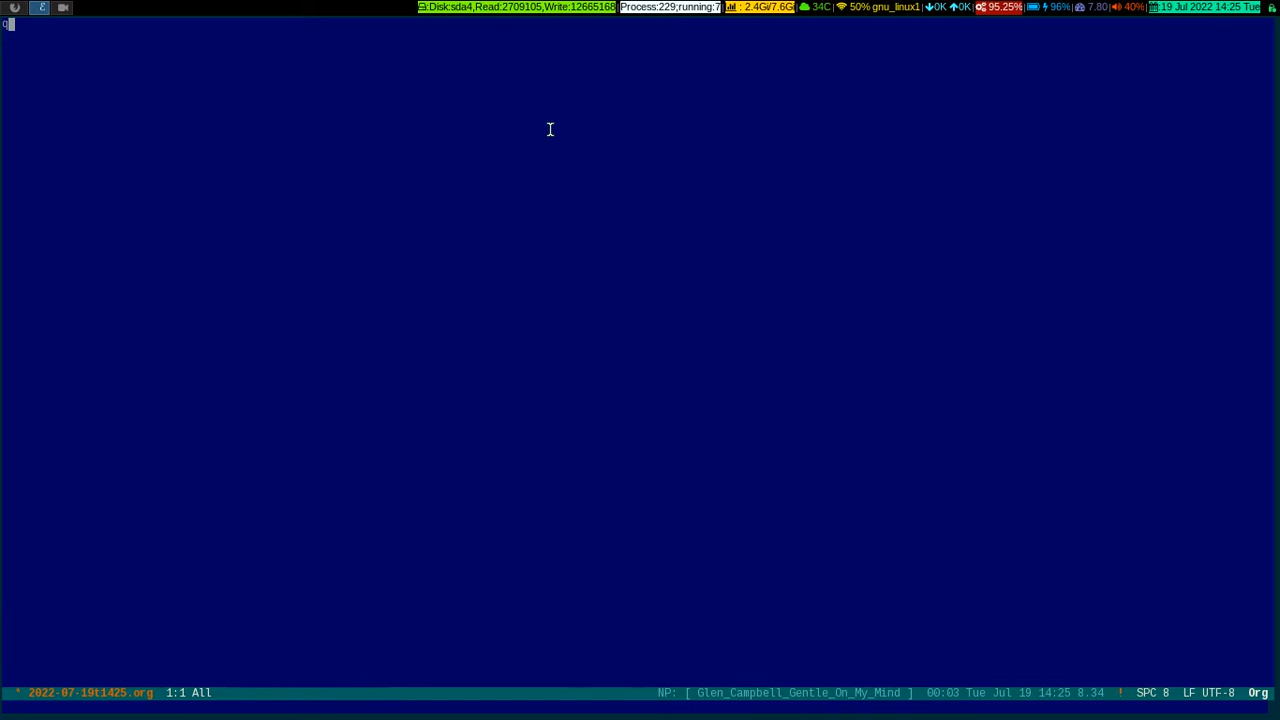 Disk:sda4,Read:2709105,Write:12665168 Process:229;running:7 : 2.4Gi/7.6Gi 34C 50% gnu_linux1 0K 0K 95.25% 96% 7.80 40% :19 Jul 2022 14:25 Tue
q
* 2022-07-19t1425.org 1:1 All NP: [ Glen_Campbell_Gentle_On_My_Mind ] 00:03 Tue Jul 19 14:25 8.34 ! SPC 8 LF UTF-8 Org